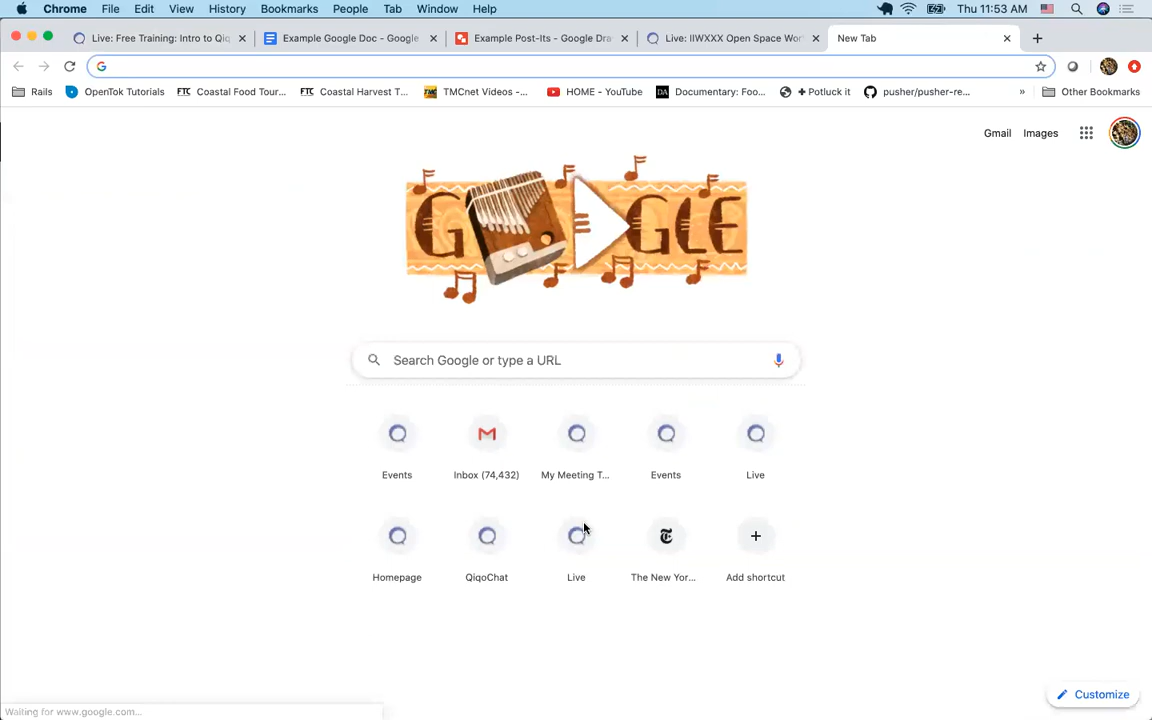 Chrome File Edit View History Bookmarks People Tab Window Help Thu 11:53 AM
Live: Free Training: Intro to Qiq Example Google Doc - Google Example Post-Its - Google Dra Live: IIWXXX Open Space Wor New Tab
Rails OpenTok Tutorials FTC Coastal Food Tour... FTC Coastal Harvest T... TMCnet Videos -... HOME - YouTube DA Documentary: Foo... + Potluck it pusher/pusher-re... » Other Bookmarks
Gmail Images
GOOGLE
Search Google or type a URL
Events Inbox (74,432) My Meeting T... Events Live
Homepage QiqoChat Live The New Yor... Add shortcut
Customize
Waiting for www.google.com...